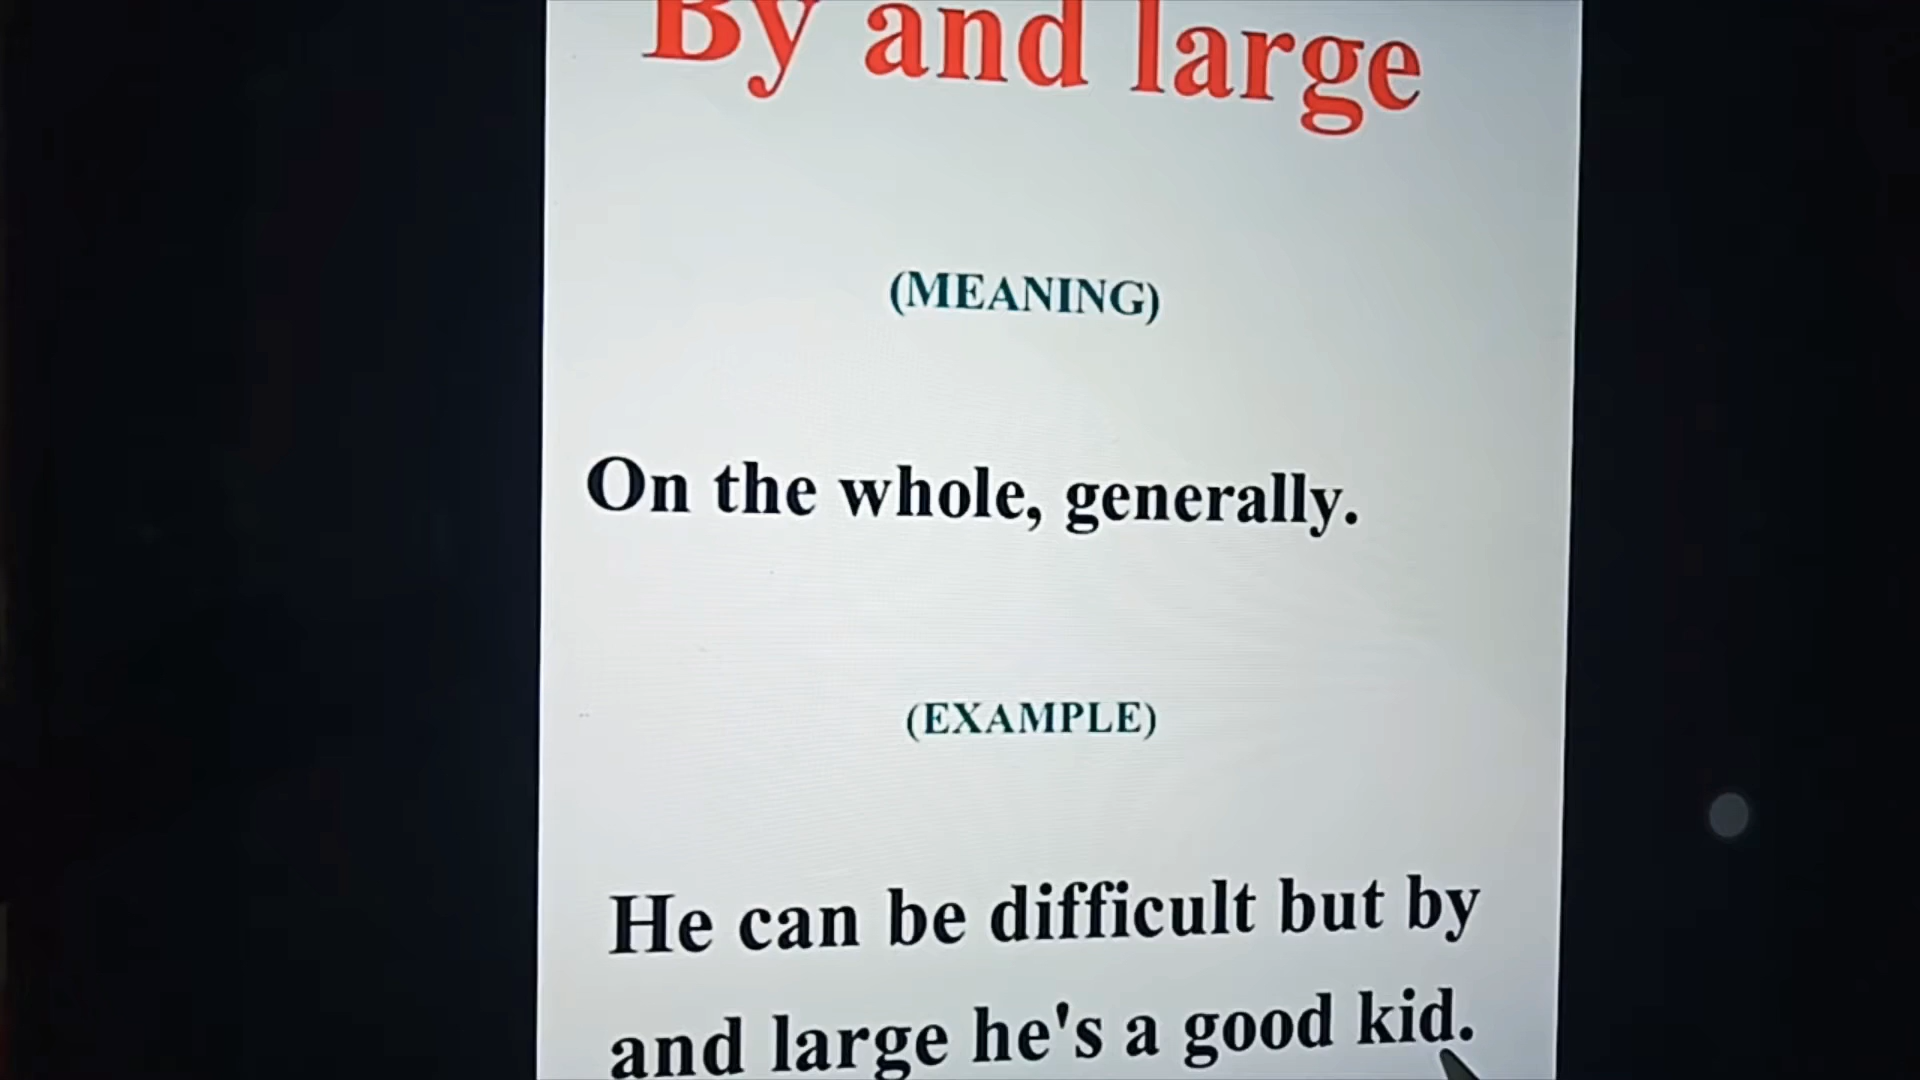 By and large
(MEANING)
On the whole, generally.
(EXAMPLE)
He can be difficult but by
and large he's a good kid.